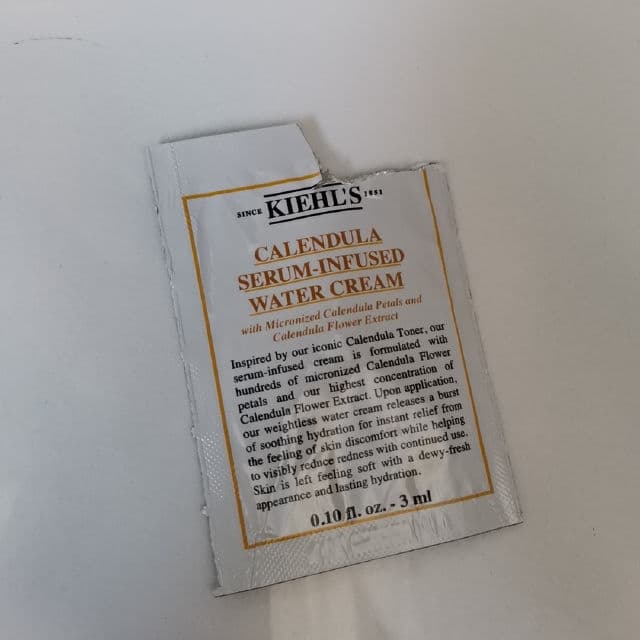 SINCE KIEHL'S 1851
CALENDULA
SERUM-INFUSED
WATER CREAM
with Micronized Calendula Petals and
Calendula Flower Extract
Inspired by our iconic Calendula Toner, our
serum-infused cream is formulated with
hundreds of micronized Calendula Flower
petals and our highest concentration of
Calendula Flower Extract. Upon application,
our weightless water cream releases a burst
of soothing hydration for instant relief from
the feeling of skin discomfort while helping
to visibly reduce redness with continued use.
Skin is left feeling soft with a dewy-fresh
appearance and lasting hydration.
0.10 fl. oz. - 3 ml